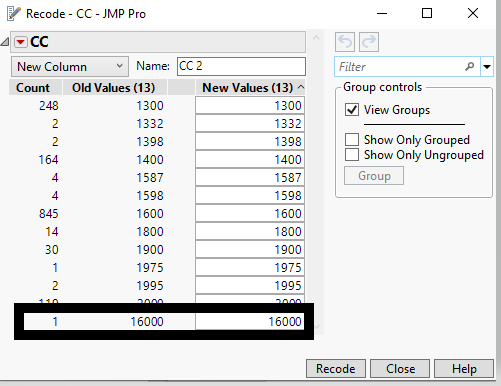 Recode - CC - JMP Pro
CC
New Column Name: CC 2
Count Old Values (13) New Values (13)
248 1300 1300
2 1332 1332
2 1398 1398
164 1400 1400
4 1587 1587
4 1598 1598
845 1600 1600
14 1800 1800
30 1900 1900
1 1975 1975
2 1995 1995
1 16000 16000
Filter
Group controls
View Groups
Show Only Grouped
Show Only Ungrouped
Group
Recode Close Help